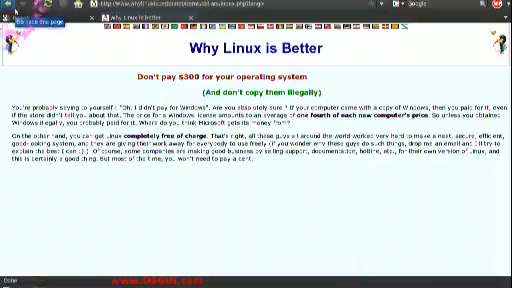 Google
Go back one page
Why Linux is Better
Why Linux is Better
Don't pay $300 for your operating system
(And don't copy them illegally)
You're probably saying to yourself : "Oh, I didn't pay for Windows". Are you absolutely sure ? If your computer came with a copy of Windows, then you paid for it, even
if the store didn't tell you about that. The price for a Windows license amounts to an average of one fourth of each new computer's price. So unless you obtained
Windows illegally, you probably paid for it. Where do you think Microsoft gets its money from?
On the other hand, you can get Linux completely free of charge. That's right, all these guys all around the world worked very hard to make a neat, secure, efficient,
good-looking system, and they are giving their work away for everybody to use freely (if you wonder why these guys do such things, drop me an email and I'll try to
explain the best I can :) ). Of course, some companies are making good business by selling support, documentation, hotline, etc., for their own version of Linux, and
this is certainly a good thing. But most of the time, you won't need to pay a cent.
Done